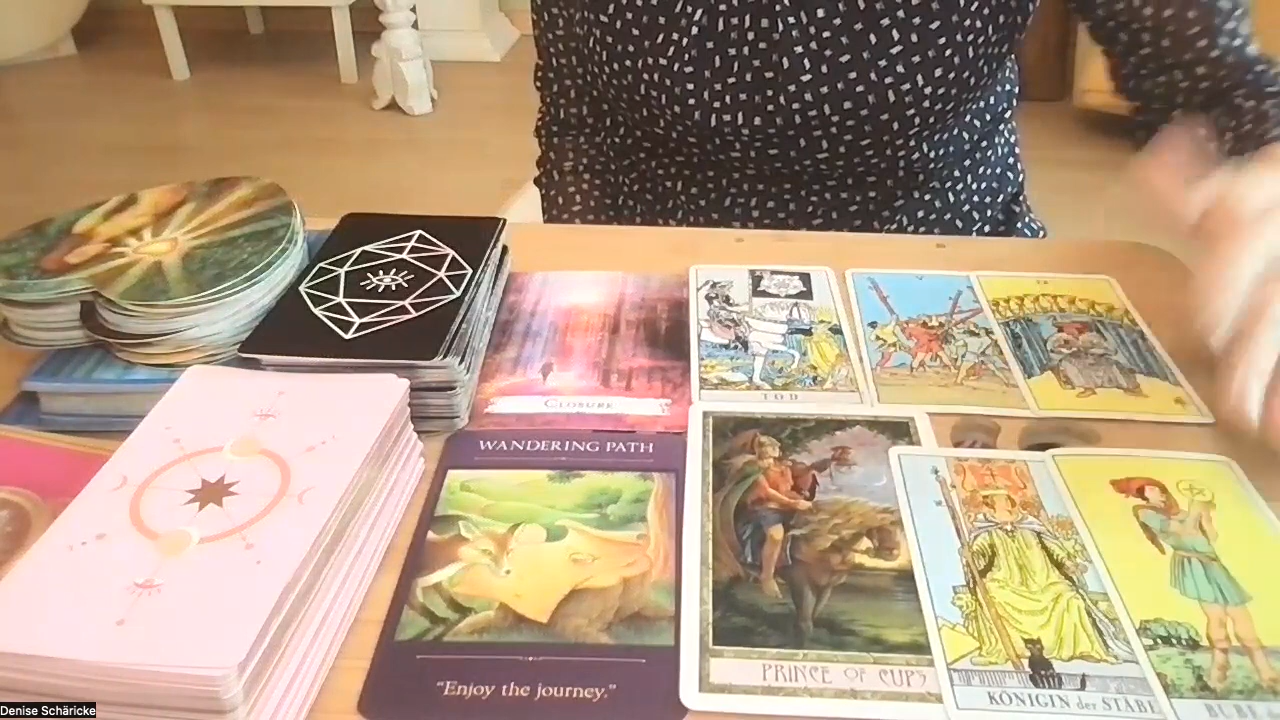 CLOSURE
TOD
WANDERING PATH
"Enjoy the journey."
PRINCE OF CUPS
KÖNIGIN der STÄBE
BUBE
Denise Schäricke